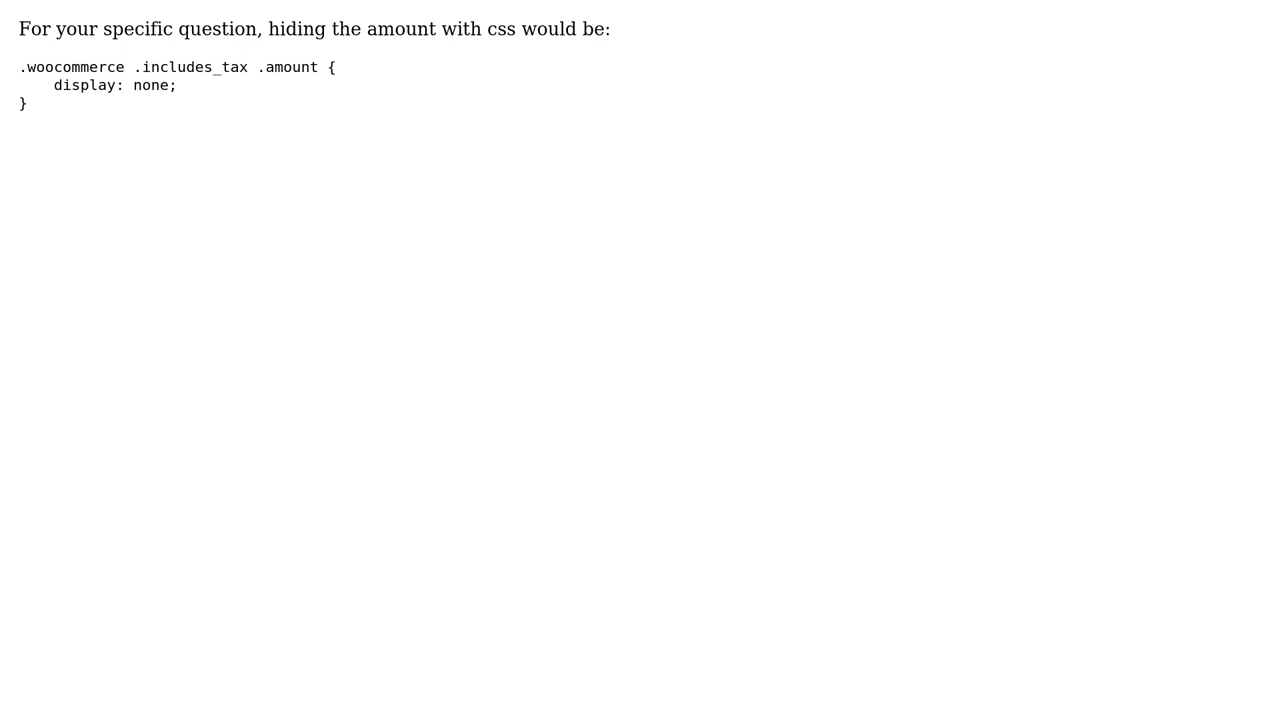 For your specific question, hiding the amount with css would be:
.woocommerce .includes_tax .amount {
    display: none;
}